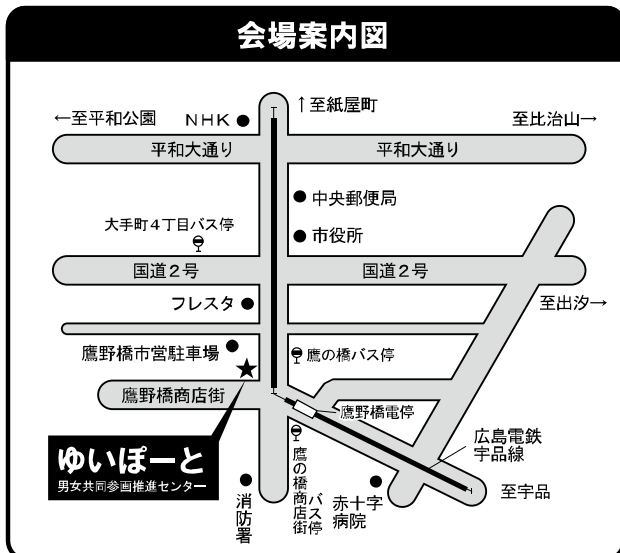 会場案内図
↑至紙屋町
←至平和公園
NHK
至比治山→
平和大通り
平和大通り
中央郵便局
大手町4丁目バス停
市役所
国道2号
国道2号
フレスタ
至出汐→
鷹野橋市営駐車場
鷹の橋バス停
鷹野橋商店街
鷹野橋電停
広島電鉄
宇品線
ゆいぽーと
男女共同参画推進センター
至宇品
消防署
鷹の橋商店街
バス停
赤十字
病院